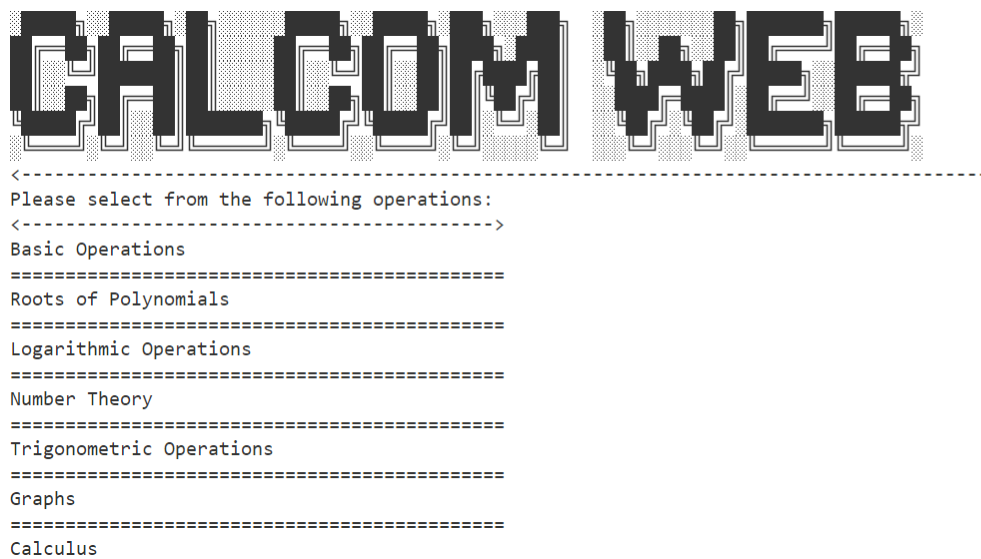 CALCOM WEB
<-----------------------------------------------------------------------------------------
Please select from the following operations:
<------------------------------------------->
Basic Operations
=============================================
Roots of Polynomials
=============================================
Logarithmic Operations
=============================================
Number Theory
=============================================
Trigonometric Operations
=============================================
Graphs
=============================================
Calculus